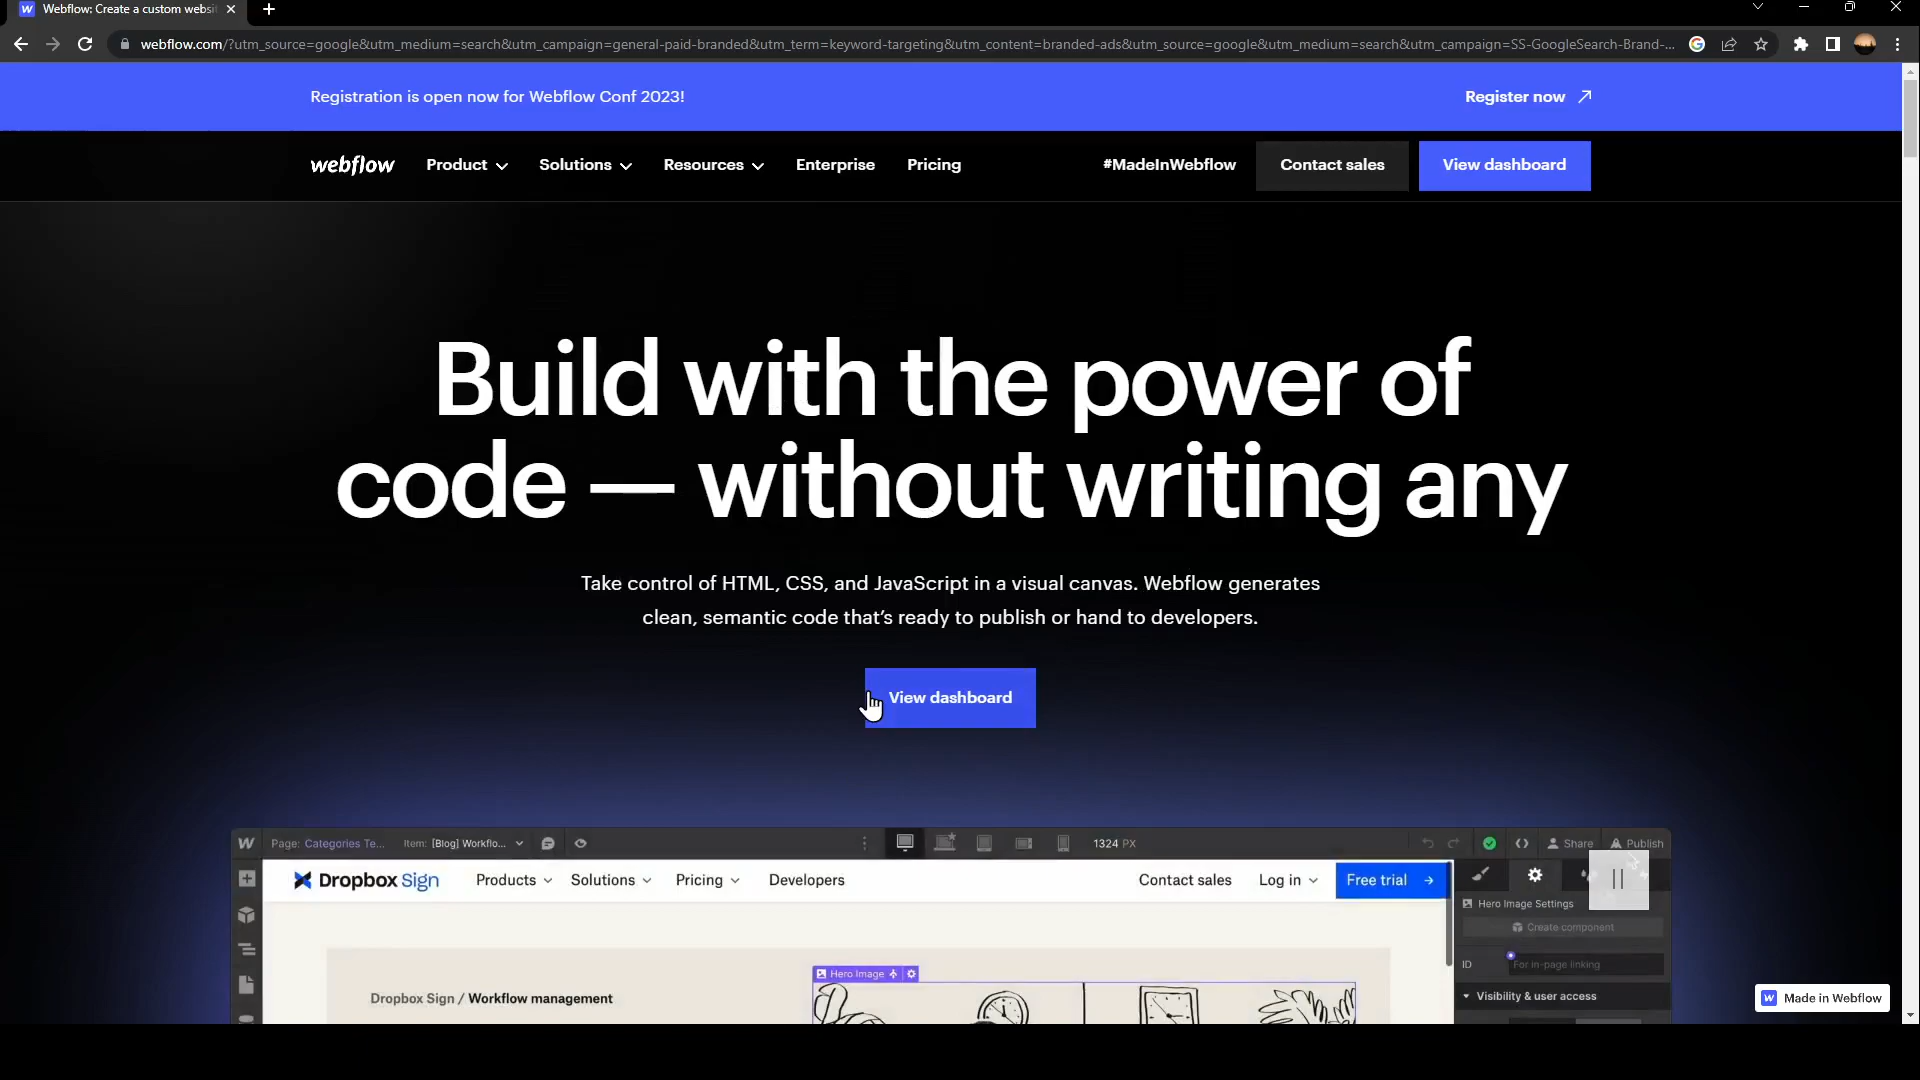 Webflow: Create a custom websi
webflow.com/?utm_source=google&utm_medium=search&utm_campaign=general-paid-branded&utm_term=keyword-targeting&utm_content=branded-ads&utm_source=google&utm_medium=search&utm_campaign=SS-GoogleSearch-Brand-...
Registration is open now for Webflow Conf 2023!
Register now
webflow
Product
Solutions
Resources
Enterprise
Pricing
#MadeInWebflow
Contact sales
View dashboard
Build with the power of
code — without writing any
Take control of HTML, CSS, and JavaScript in a visual canvas. Webflow generates
clean, semantic code that’s ready to publish or hand to developers.
View dashboard
Page: Categories Te...
Item: [Blog] Workflo...
1324 PX
Share
Publish
Dropbox Sign
Products
Solutions
Pricing
Developers
Contact sales
Log in
Free trial
Hero Image Settings
Create component
ID
For in-page linking
Hero Image
Visibility & user access
Dropbox Sign / Workflow management
Made in Webflow